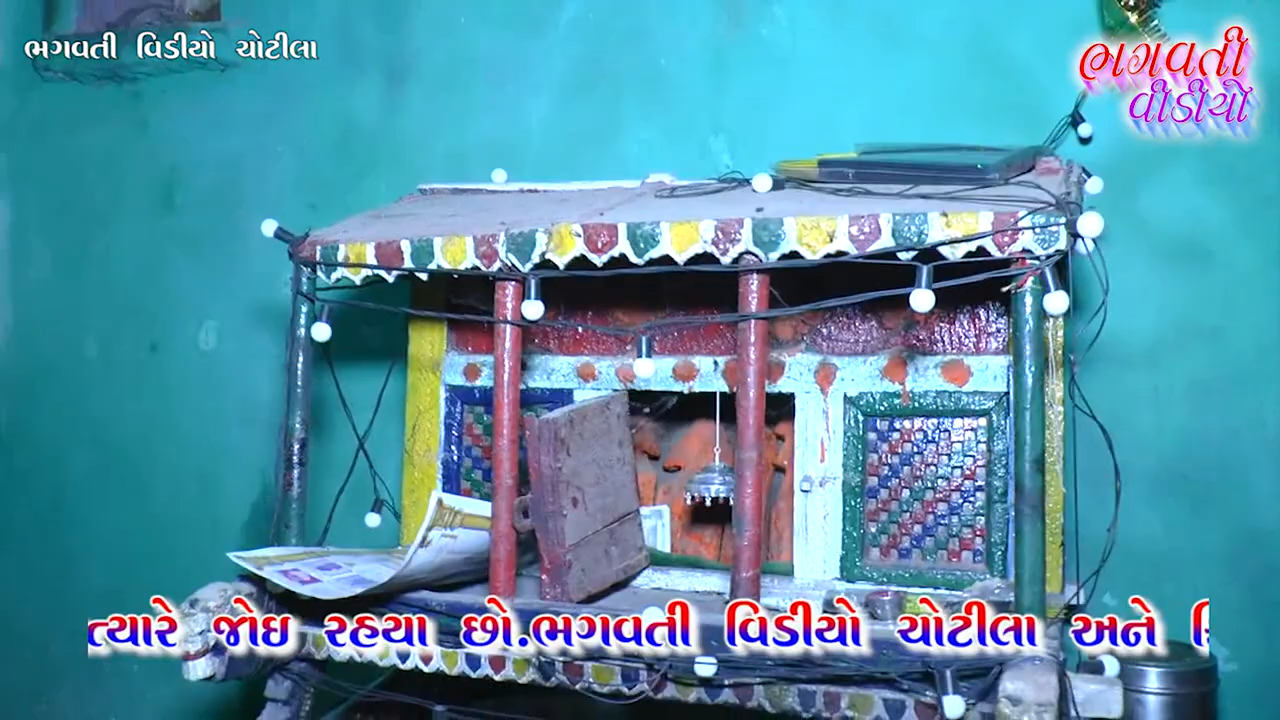 ભગવતી વિડીયો ચોટીલા
ભગવતી
વીડીયો
ત્યારે જોઇ રહયા છો.ભગવતી વિડીયો ચોટીલા અને